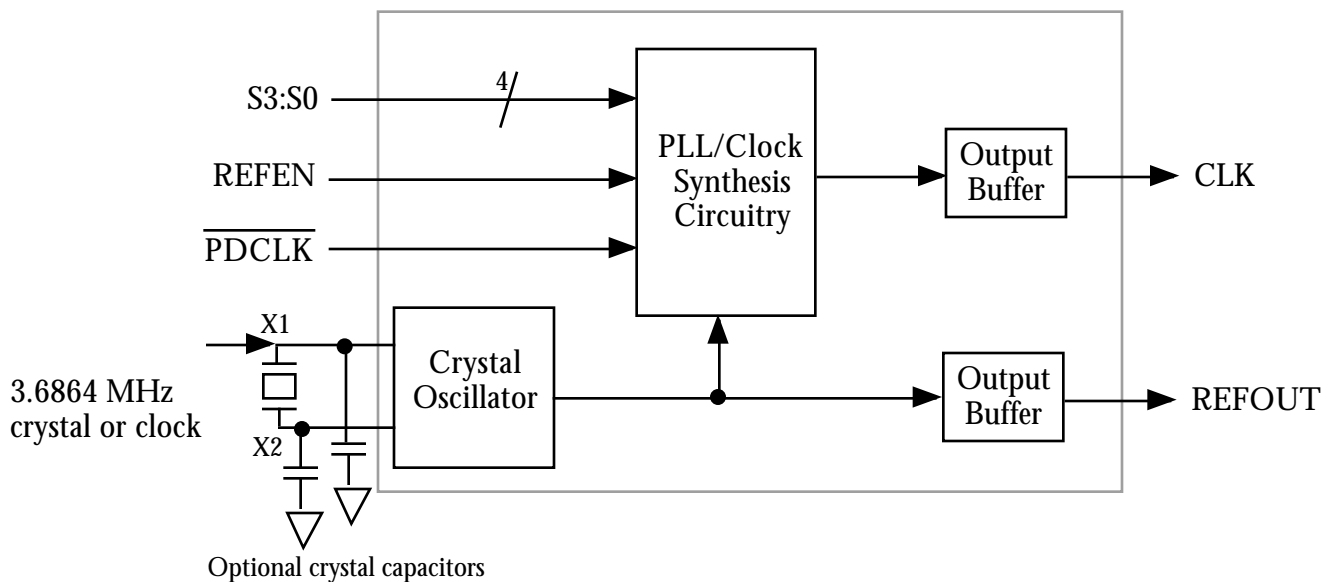 4
S3:S0
PLL/Clock
Synthesis
Circuitry
REFEN
Output
Buffer
CLK
PDCLK
X1
Crystal
Oscillator
3.6864 MHz
crystal or clock
X2
Output
Buffer
REFOUT
Optional crystal capacitors